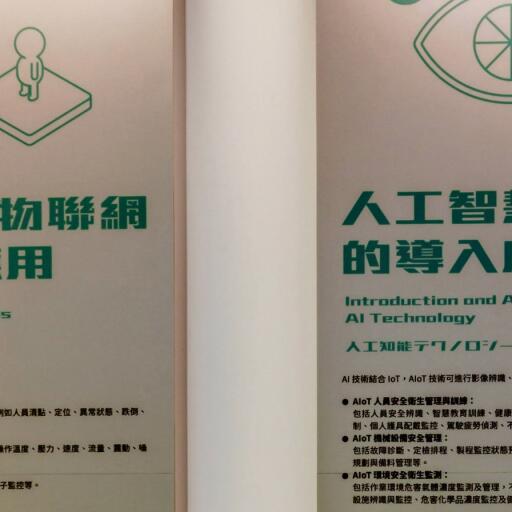 物聯網
應用
s
例如人員清點、定位、異常狀態、跌倒、
操作溫度、壓力、速度、流量、震動、噪
子監控等。
人工智慧
的導入
Introduction and A
AI Technology
人工知能テクノロジー
AI 技術結合 IoT，AIoT 技術可進行影像辨識、
● AIoT 人員安全衛生管理與訓練：
包括人員安全辨識、智慧教育訓練、健康
制、個人護具配戴監控、駕駛疲勞偵測、不
● AIoT 機械設備安全管理：
包括故障診斷、定檢排程、製程監控狀態預
規劃與備料管理等。
● AIoT 環境安全衛生監測：
包括作業環境危害氣體濃度監測及管理，不
設施辨識與監控、危害化學品濃度監控及健